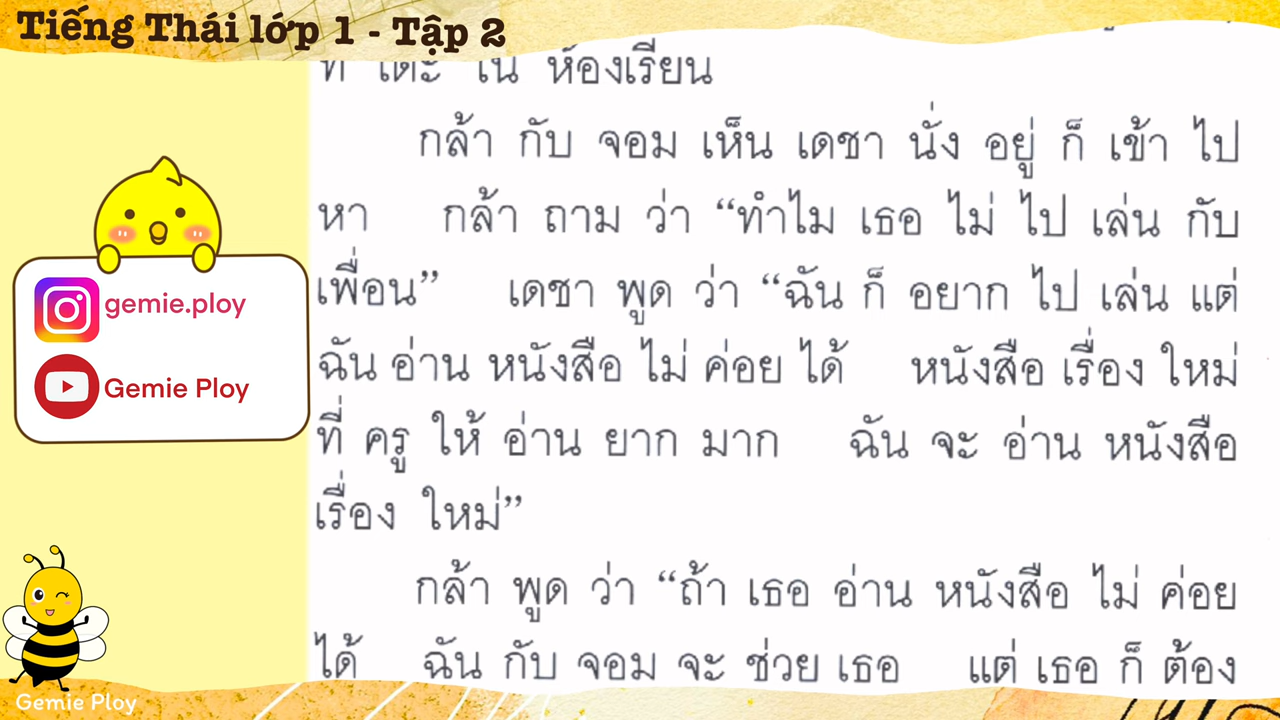 Tiếng Thái lớp 1 - Tập 2
ห้องเรียน
กล้า กับ จอม เห็น เดชา นั่ง อยู่ ก็ เข้า ไป
หา กล้า ถาม ว่า “ทำไม เธอ ไม่ ไป เล่น กับ
เพื่อน” เดชา พูด ว่า “ฉัน ก็ อยาก ไป เล่น แต่
ฉัน อ่าน หนังสือ ไม่ ค่อย ได้ หนังสือ เรื่อง ใหม่
ที่ ครู ให้ อ่าน ยาก มาก ฉัน จะ อ่าน หนังสือ
เรื่อง ใหม่”
กล้า พูด ว่า “ถ้า เธอ อ่าน หนังสือ ไม่ ค่อย
ได้ ฉัน กับ จอม จะ ช่วย เธอ แต่ เธอ ก็ ต้อง
gemie.ploy
Gemie Ploy
Gemie Ploy